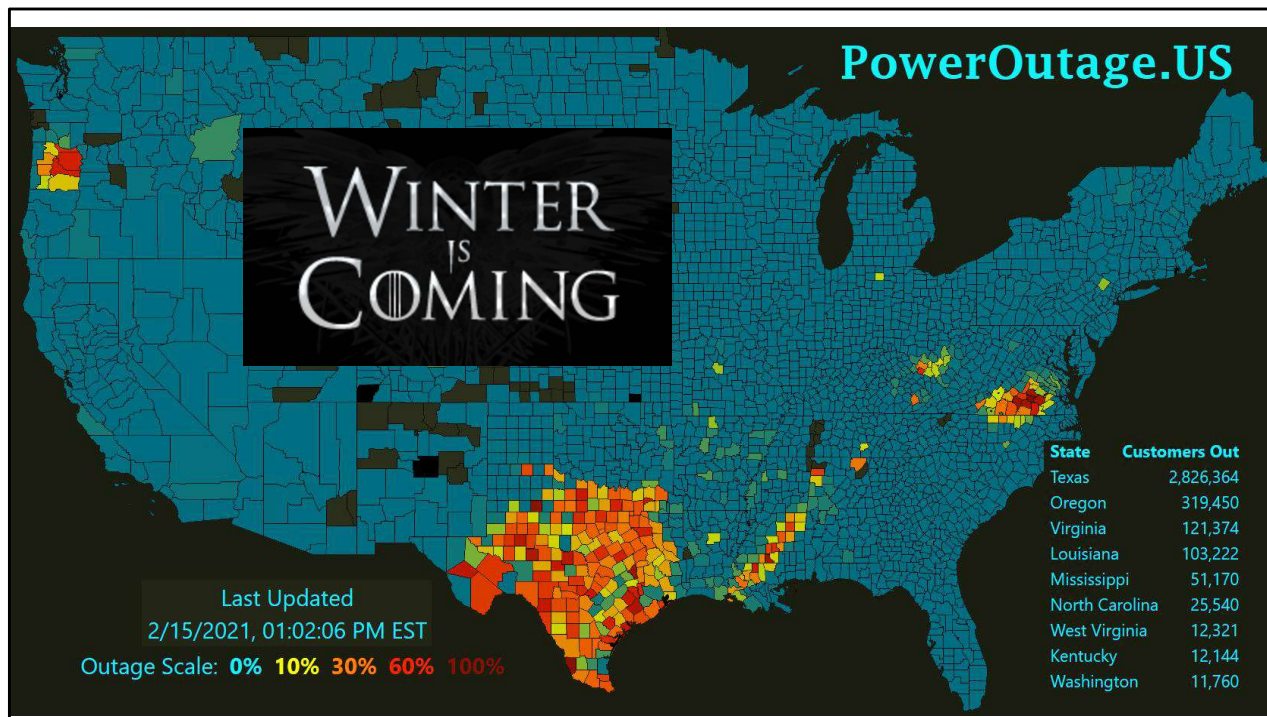 PowerOutage.US
WINTER
IS
COMING
State Customers Out
Texas 2,826,364
Oregon 319,450
Virginia 121,374
Louisiana 103,222
Mississippi 51,170
North Carolina 25,540
West Virginia 12,321
Kentucky 12,144
Washington 11,760
Last Updated
2/15/2021, 01:02:06 PM EST
Outage Scale: 0% 10% 30% 60% 100%